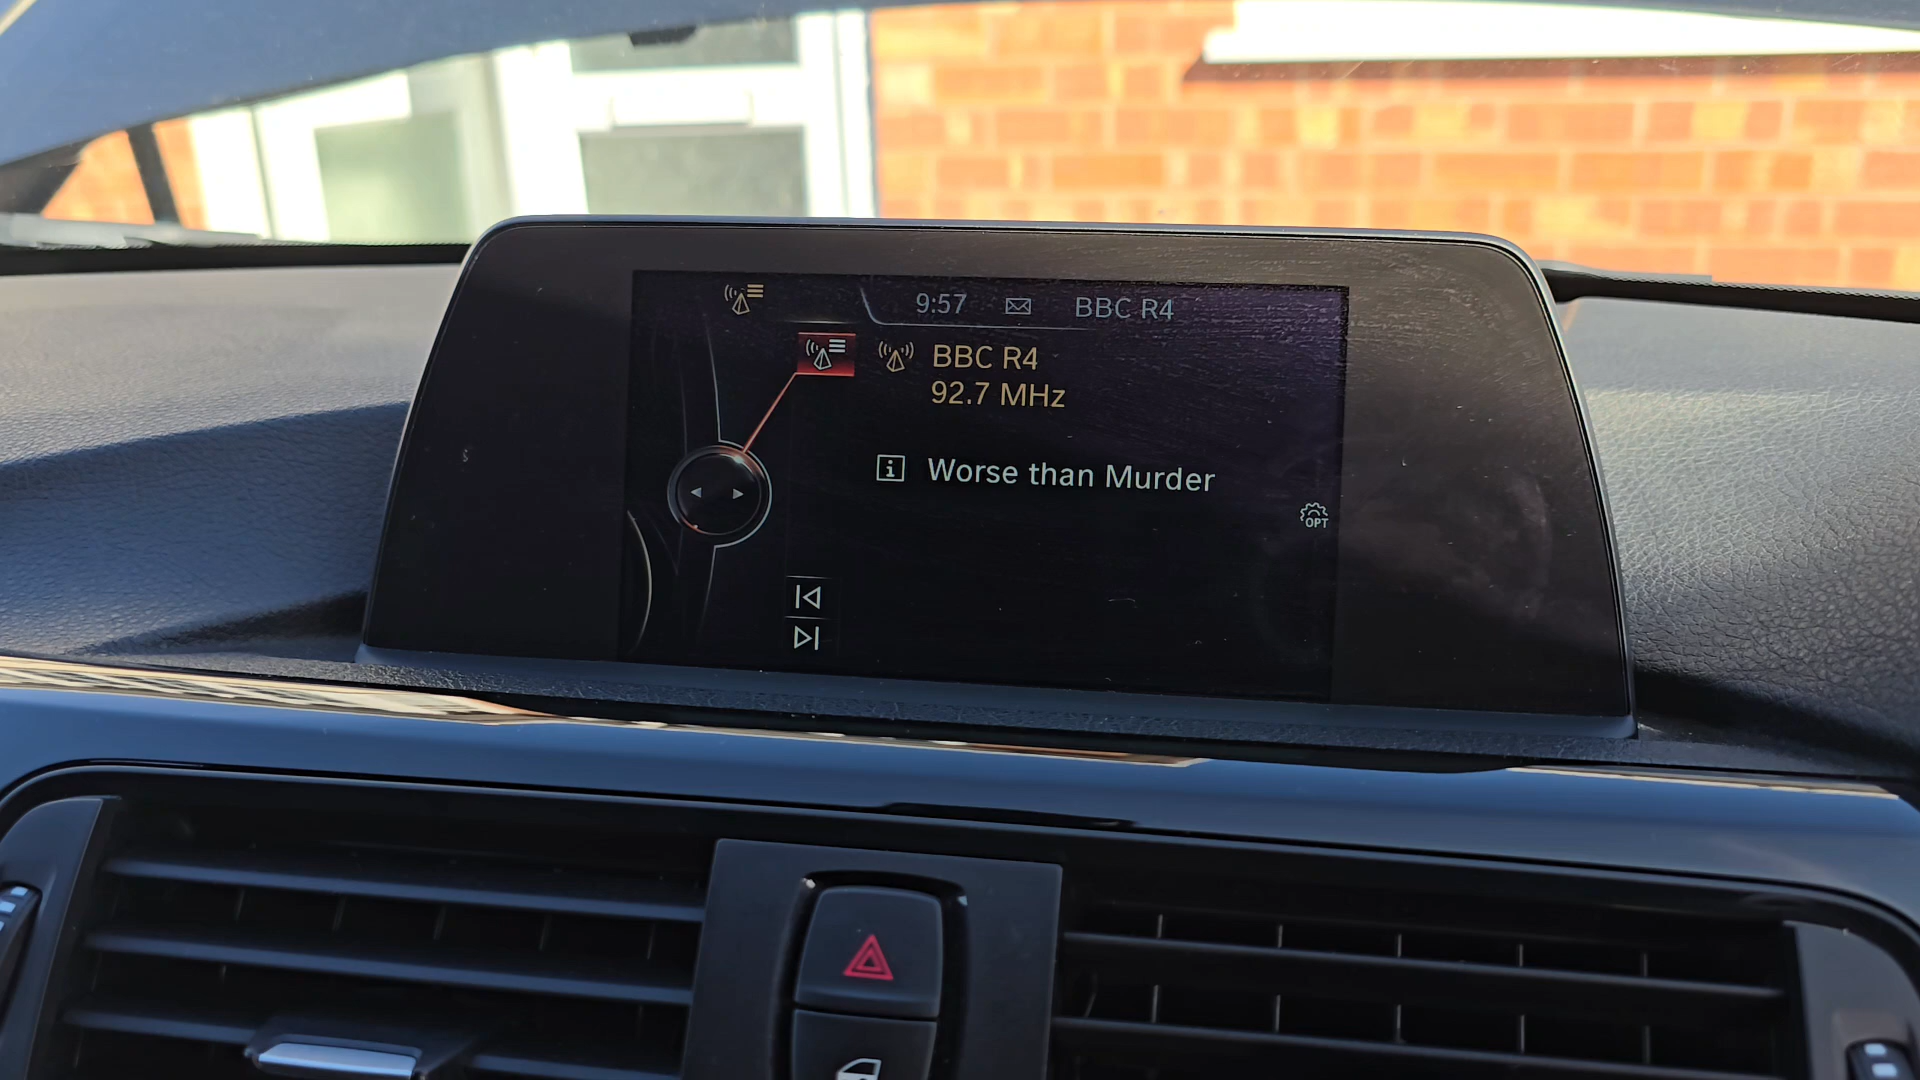 9:57 BBC R4
BBC R4
92.7 MHz
Worse than Murder
OPT